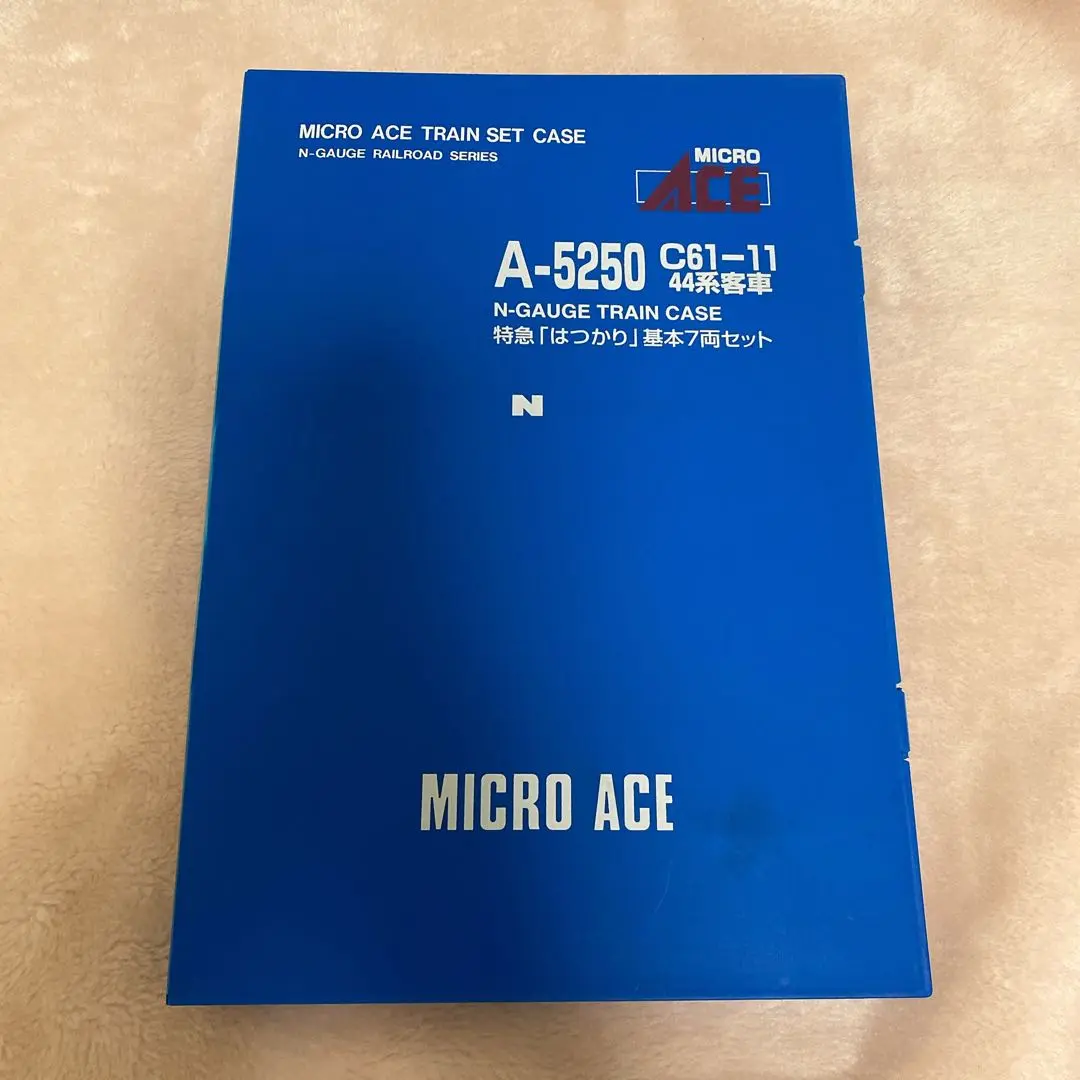 MICRO ACE TRAIN SET CASE
N-GAUGE RAILROAD SERIES
MICRO
ACE
A-5250 C61-11
44系客車
N-GAUGE TRAIN CASE
特急「はつかり」基本7両セット
N
MICRO ACE